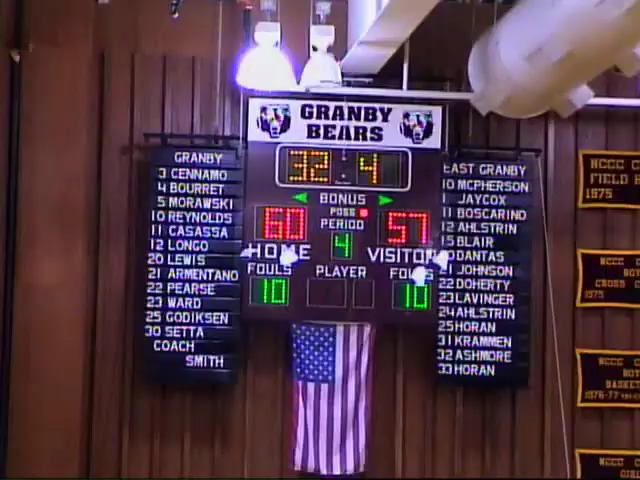 GRANBY
BEARS
32 : 4
BONUS
POSS
PERIOD
60 4 57
HOME VISITOR
FOULS PLAYER FOULS
10 10
GRANBY
3 CENNAMO
4 BOURRET
5 MORAWSKI
10 REYNOLDS
11 CASASSA
12 LONGO
20 LEWIS
21 ARMENTANO
22 PEARSE
23 WARD
25 GODIKSEN
30 SETTA
COACH
SMITH
EAST GRANBY
10 MCPHERSON
JAYCOX
11 BOSCARINO
12 AHLSTRIN
15 BLAIR
DANTAS
JOHNSON
22 DOHERTY
23 LAVINGER
24 AHLSTRIN
25 HORAN
31 KRAMMEN
32 ASHMORE
33 HORAN
NCCC
FIELD
1975
NCCC
BOY
CROSS
1975
NCCC
BOY
BASKET
1976-77
NCCC